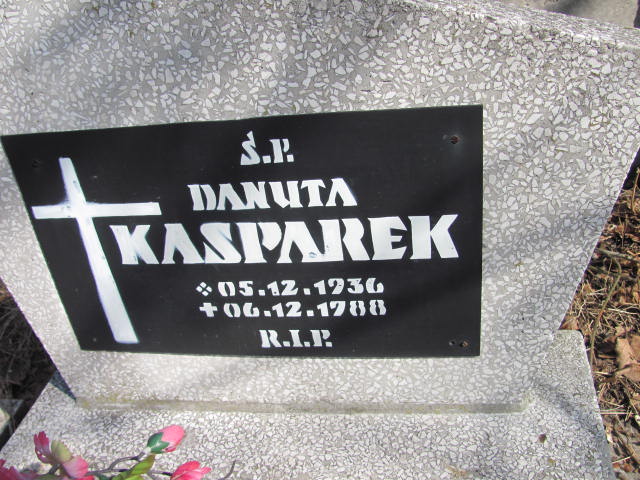 Ś.P.
DANUTA
KASPAREK
05.12.1936
06.12.1988
R.I.P.